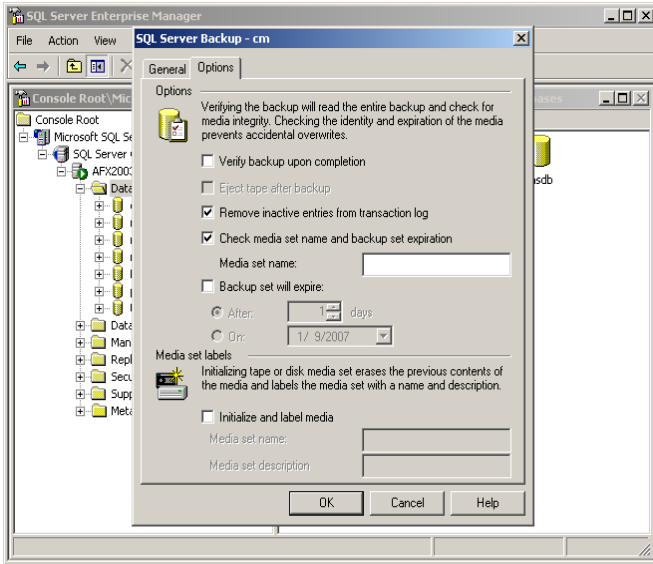 SQL Server Enterprise Manager
File Action View
Console Root\Mic
bases
Console Root
Microsoft SQL Se
SQL Server
AFX200
Data
Data
Man
Repl
Secu
Supp
Meta
sdb
SQL Server Backup - cm
General Options
Options
Verifying the backup will read the entire backup and check for
media integrity. Checking the identity and expiration of the media
prevents accidental overwrites.
Verify backup upon completion
Eject tape after backup
Remove inactive entries from transaction log
Check media set name and backup set expiration
Media set name:
Backup set will expire:
After: 1 days
On: 1/ 9/2007
Media set labels
Initializing tape or disk media set erases the previous contents of
the media and labels the media set with a name and description.
Initialize and label media
Media set name:
Media set description
OK Cancel Help